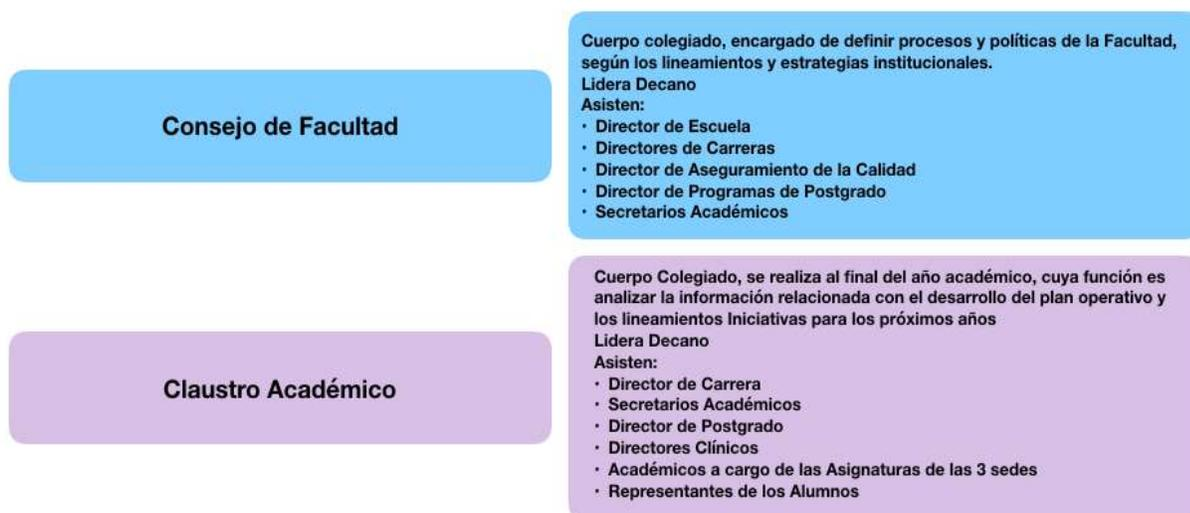 Consejo de Facultad
Cuerpo colegiado, encargado de definir procesos y políticas de la Facultad,
según los lineamientos y estrategias institucionales.
Lidera Decano
Asisten:
· Director de Escuela
· Directores de Carreras
· Director de Aseguramiento de la Calidad
· Director de Programas de Postgrado
· Secretarios Académicos
Claustro Académico
Cuerpo Colegiado, se realiza al final del año académico, cuya función es
analizar la información relacionada con el desarrollo del plan operativo y
los lineamientos Iniciativas para los próximos años
Lidera Decano
Asisten:
· Director de Carrera
· Secretarios Académicos
· Director de Postgrado
· Directores Clínicos
· Académicos a cargo de las Asignaturas de las 3 sedes
· Representantes de los Alumnos